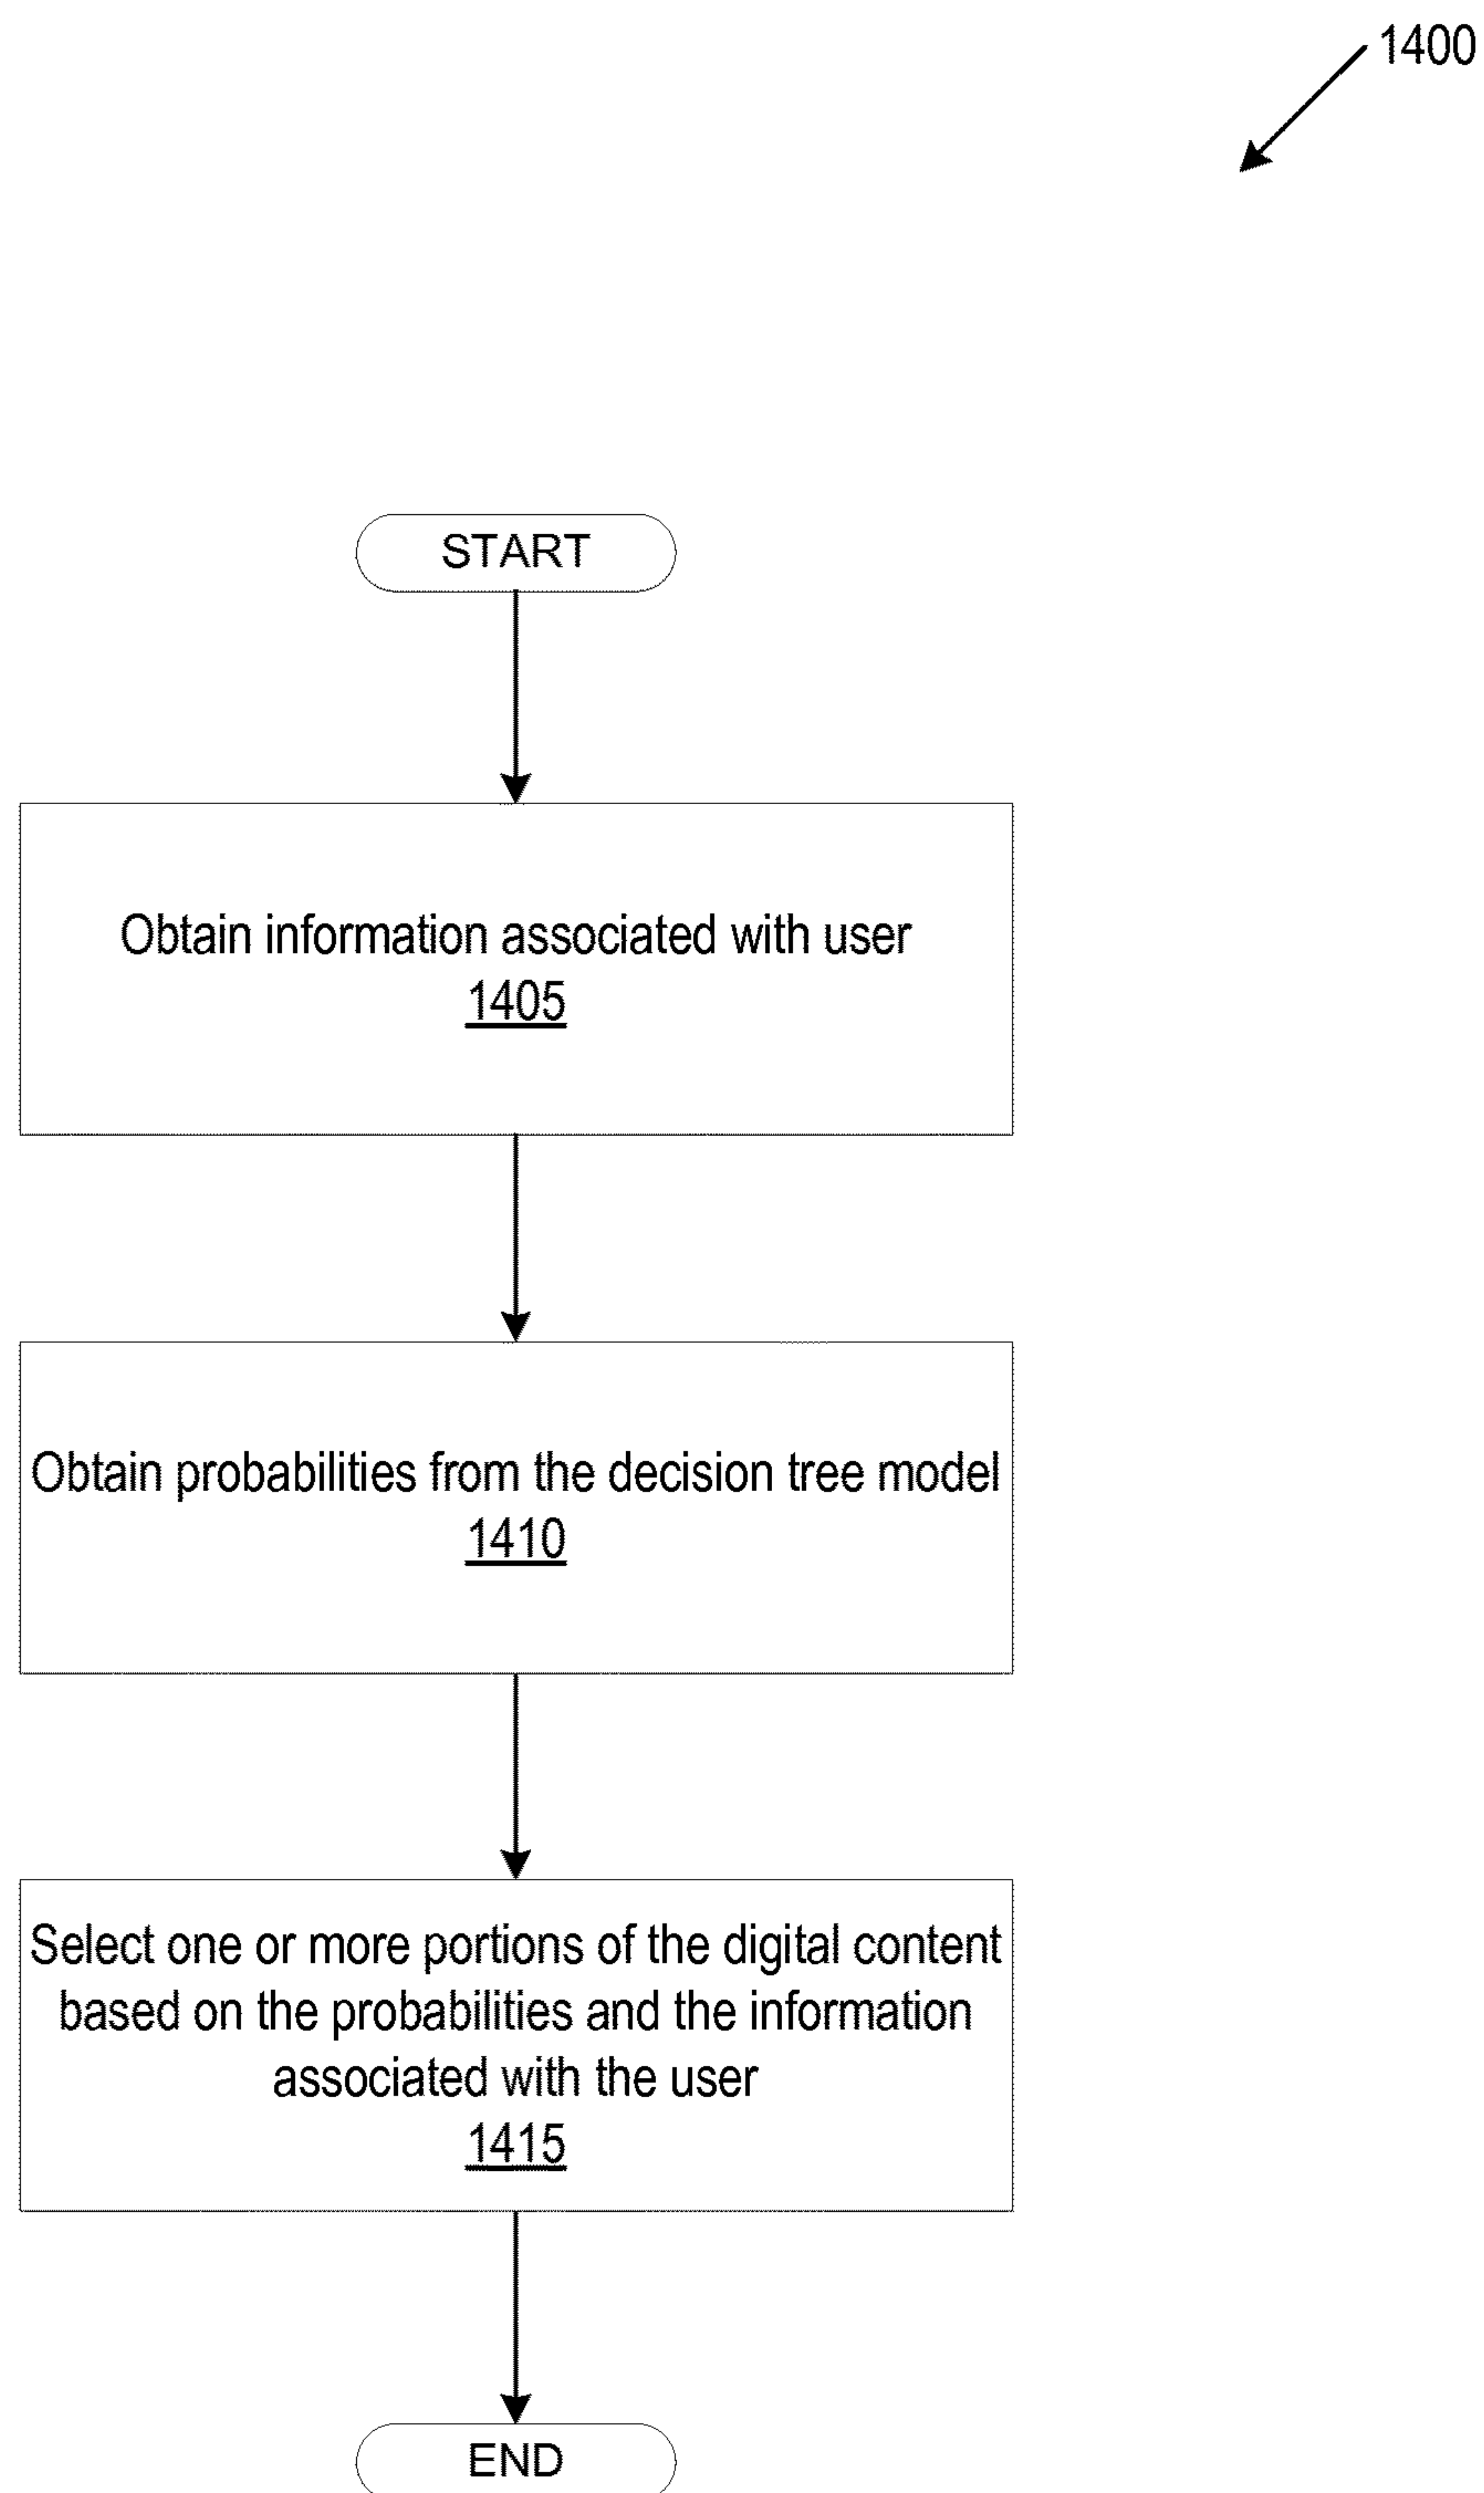 1400
START
Obtain information associated with user
1405
Obtain probabilities from the decision tree model
1410
Select one or more portions of the digital content
based on the probabilities and the information
associated with the user
1415
END